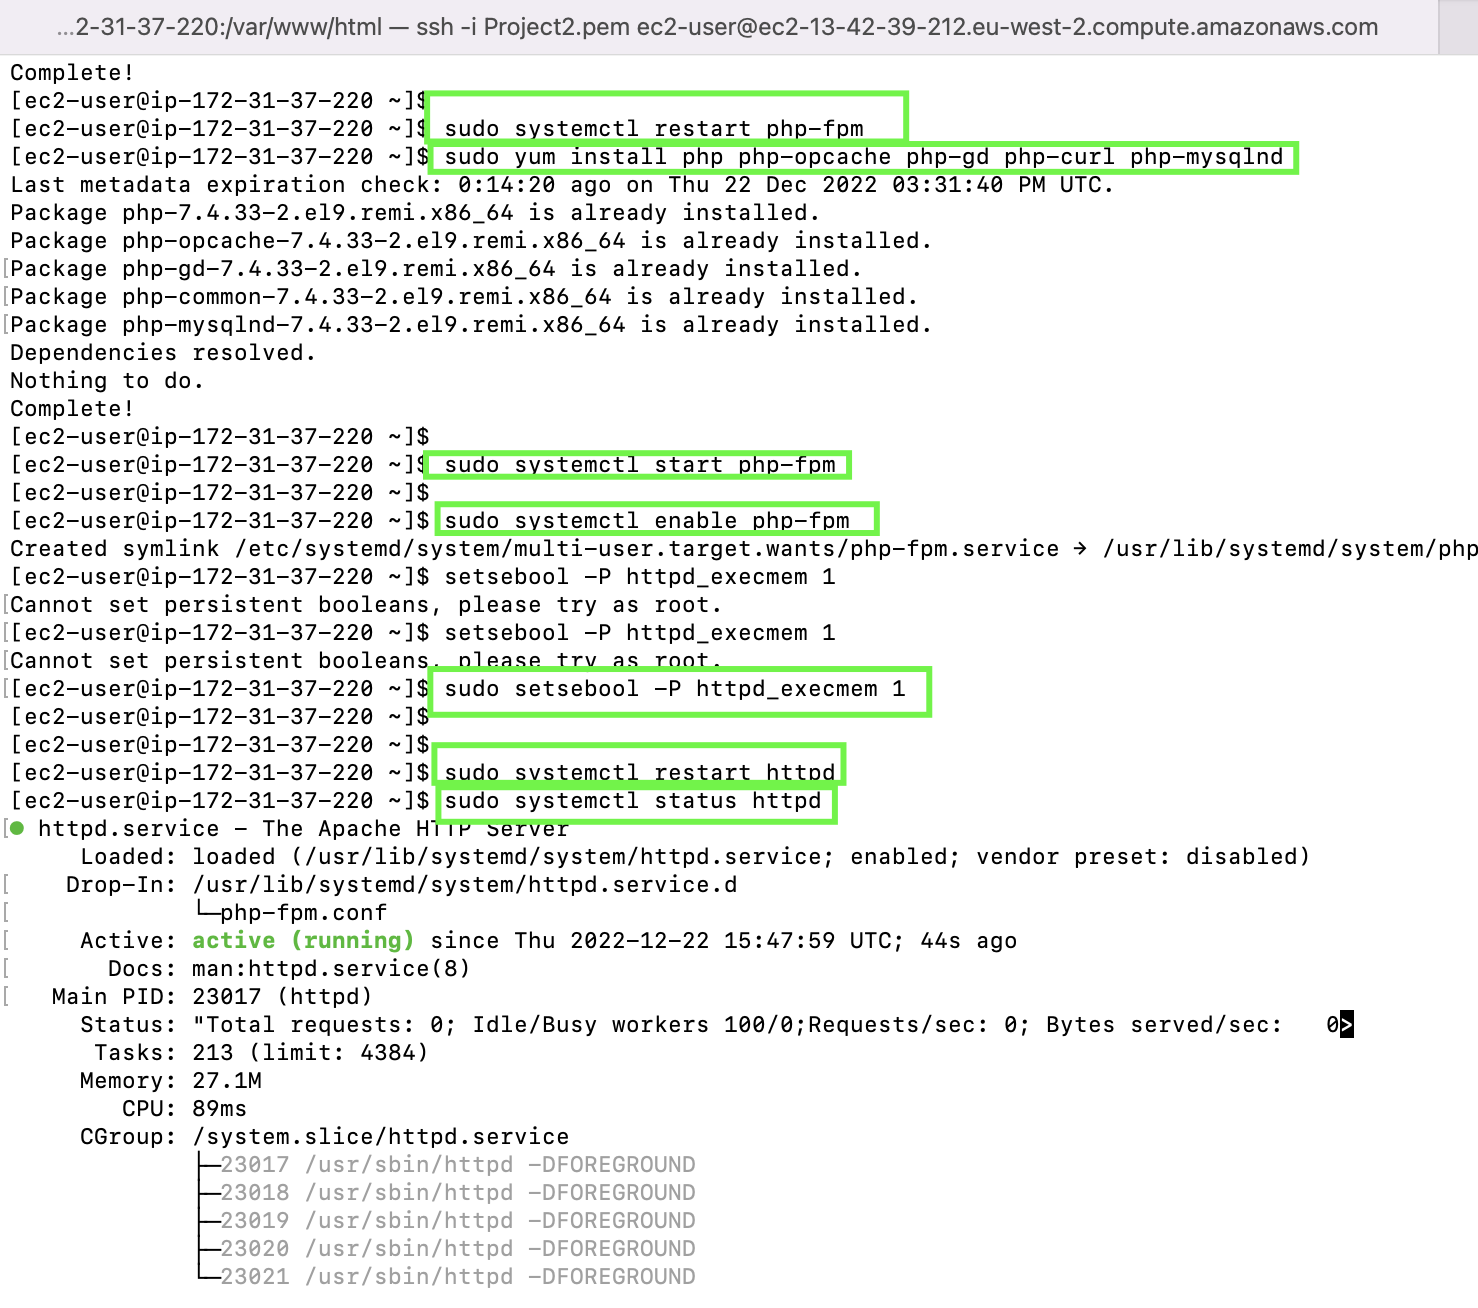 ...2-31-37-220:/var/www/html — ssh -i Project2.pem ec2-user@ec2-13-42-39-212.eu-west-2.compute.amazonaws.com
Complete!
[ec2-user@ip-172-31-37-220 ~]$
[ec2-user@ip-172-31-37-220 ~]$ sudo systemctl restart php-fpm
[ec2-user@ip-172-31-37-220 ~]$ sudo yum install php php-opcache php-gd php-curl php-mysqlnd
Last metadata expiration check: 0:14:20 ago on Thu 22 Dec 2022 03:31:40 PM UTC.
Package php-7.4.33-2.el9.remi.x86_64 is already installed.
Package php-opcache-7.4.33-2.el9.remi.x86_64 is already installed.
[Package php-gd-7.4.33-2.el9.remi.x86_64 is already installed.
[Package php-common-7.4.33-2.el9.remi.x86_64 is already installed.
[Package php-mysqlnd-7.4.33-2.el9.remi.x86_64 is already installed.
Dependencies resolved.
Nothing to do.
Complete!
[ec2-user@ip-172-31-37-220 ~]$
[ec2-user@ip-172-31-37-220 ~]$ sudo systemctl start php-fpm
[ec2-user@ip-172-31-37-220 ~]$
[ec2-user@ip-172-31-37-220 ~]$ sudo systemctl enable php-fpm
Created symlink /etc/systemd/system/multi-user.target.wants/php-fpm.service → /usr/lib/systemd/system/php
[ec2-user@ip-172-31-37-220 ~]$ setsebool -P httpd_execmem 1
[Cannot set persistent booleans, please try as root.
[[ec2-user@ip-172-31-37-220 ~]$ setsebool -P httpd_execmem 1
[Cannot set persistent booleans, please try as root.
[[ec2-user@ip-172-31-37-220 ~]$ sudo setsebool -P httpd_execmem 1
[ec2-user@ip-172-31-37-220 ~]$
[ec2-user@ip-172-31-37-220 ~]$
[ec2-user@ip-172-31-37-220 ~]$ sudo systemctl restart httpd
[ec2-user@ip-172-31-37-220 ~]$ sudo systemctl status httpd
[● httpd.service - The Apache HTTP Server
Loaded: loaded (/usr/lib/systemd/system/httpd.service; enabled; vendor preset: disabled)
[ Drop-In: /usr/lib/systemd/system/httpd.service.d
[ └─php-fpm.conf
[ Active: active (running) since Thu 2022-12-22 15:47:59 UTC; 44s ago
[ Docs: man:httpd.service(8)
[ Main PID: 23017 (httpd)
Status: "Total requests: 0; Idle/Busy workers 100/0;Requests/sec: 0; Bytes served/sec:   0>
Tasks: 213 (limit: 4384)
Memory: 27.1M
CPU: 89ms
CGroup: /system.slice/httpd.service
├─23017 /usr/sbin/httpd -DFOREGROUND
├─23018 /usr/sbin/httpd -DFOREGROUND
├─23019 /usr/sbin/httpd -DFOREGROUND
├─23020 /usr/sbin/httpd -DFOREGROUND
└─23021 /usr/sbin/httpd -DFOREGROUND